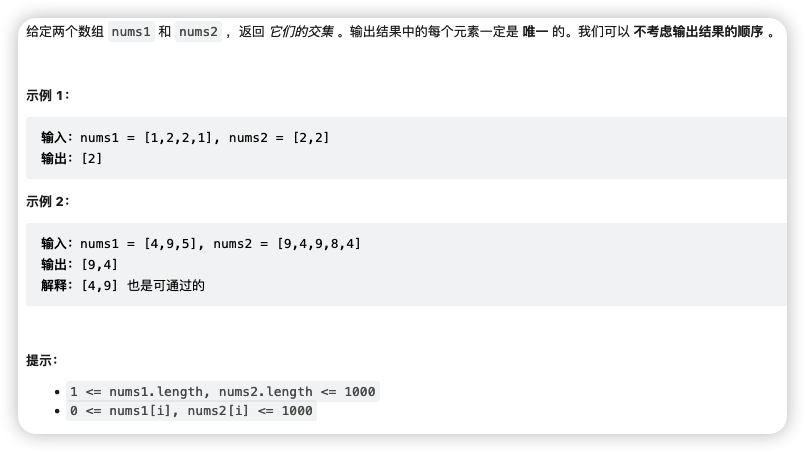 给定两个数组 nums1 和 nums2 ，返回 它们的交集 。输出结果中的每个元素一定是 唯一 的。我们可以 不考虑输出结果的顺序 。
示例 1：
输入：nums1 = [1,2,2,1], nums2 = [2,2]
输出：[2]
示例 2：
输入：nums1 = [4,9,5], nums2 = [9,4,9,8,4]
输出：[9,4]
解释：[4,9] 也是可通过的
提示：
• 1 <= nums1.length, nums2.length <= 1000
• 0 <= nums1[i], nums2[i] <= 1000